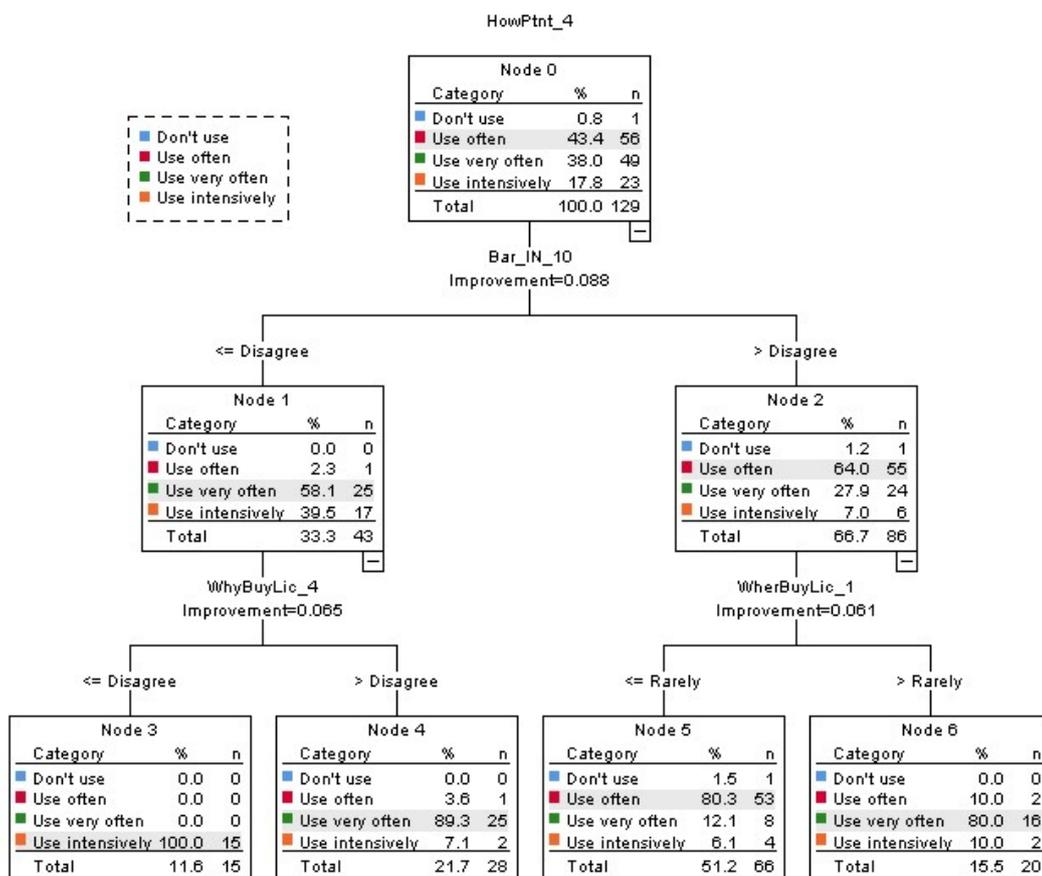 HowPtnt_4
Node 0
Category % n
Don't use 0.8 1
Use often 43.4 56
Use very often 38.0 49
Use intensively 17.8 23
Total 100.0 129
Don't use
Use often
Use very often
Use intensively
Bar_IN_10
Improvement=0.088
<= Disagree
> Disagree
Node 1
Category % n
Don't use 0.0 0
Use often 2.3 1
Use very often 58.1 25
Use intensively 39.5 17
Total 33.3 43
Node 2
Category % n
Don't use 1.2 1
Use often 64.0 55
Use very often 27.9 24
Use intensively 7.0 6
Total 66.7 86
WhyBuyLic_4
Improvement=0.065
WherBuyLic_1
Improvement=0.061
<= Disagree
> Disagree
<= Rarely
> Rarely
Node 3
Category % n
Don't use 0.0 0
Use often 0.0 0
Use very often 0.0 0
Use intensively 100.0 15
Total 11.6 15
Node 4
Category % n
Don't use 0.0 0
Use often 3.6 1
Use very often 89.3 25
Use intensively 7.1 2
Total 21.7 28
Node 5
Category % n
Don't use 1.5 1
Use often 80.3 53
Use very often 12.1 8
Use intensively 6.1 4
Total 51.2 66
Node 6
Category % n
Don't use 0.0 0
Use often 10.0 2
Use very often 80.0 16
Use intensively 10.0 2
Total 15.5 20